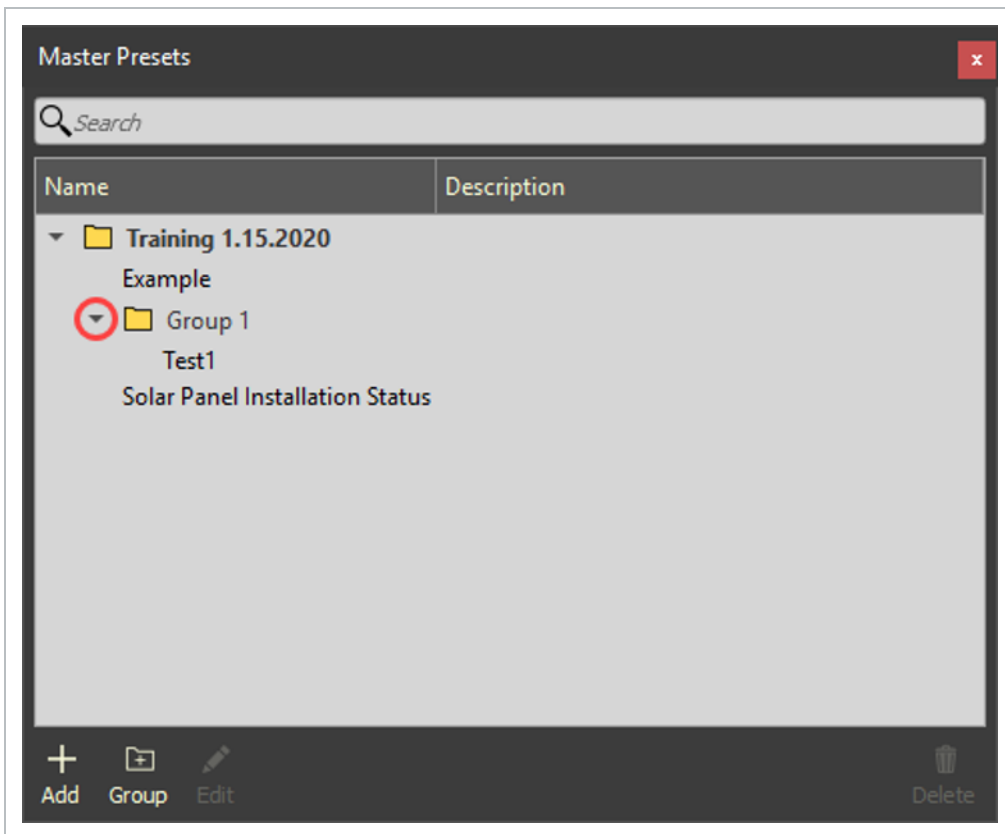 Master Presets
x
Search
Name Description
Training 1.15.2020
Example
Group 1
Test1
Solar Panel Installation Status
Add Group Edit Delete